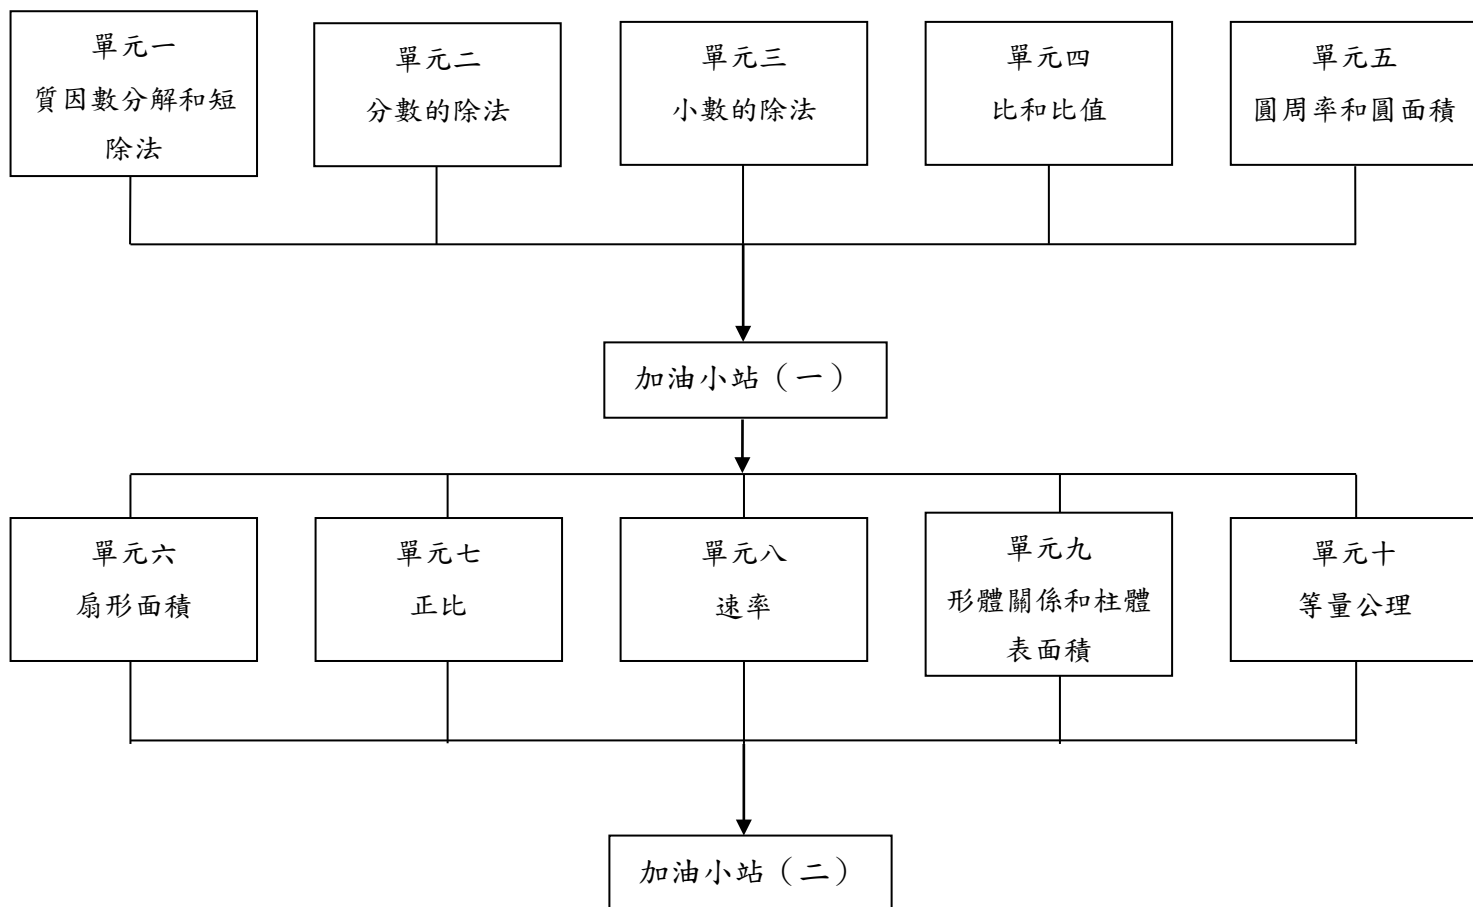 單元一
質因數分解和短
除法
單元二
分數的除法
單元三
小數的除法
單元四
比和比值
單元五
圓周率和圓面積
加油小站（一）
單元六
扇形面積
單元七
正比
單元八
速率
單元九
形體關係和柱體
表面積
單元十
等量公理
加油小站（二）